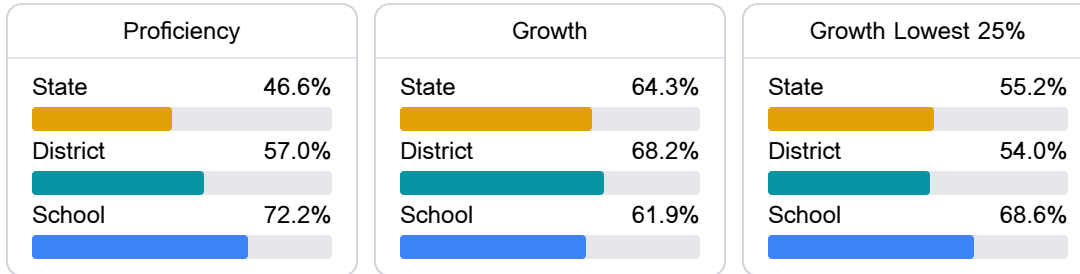 Proficiency
State 46.6%
District 57.0%
School 72.2%
Growth
State 64.3%
District 68.2%
School 61.9%
Growth Lowest 25%
State 55.2%
District 54.0%
School 68.6%